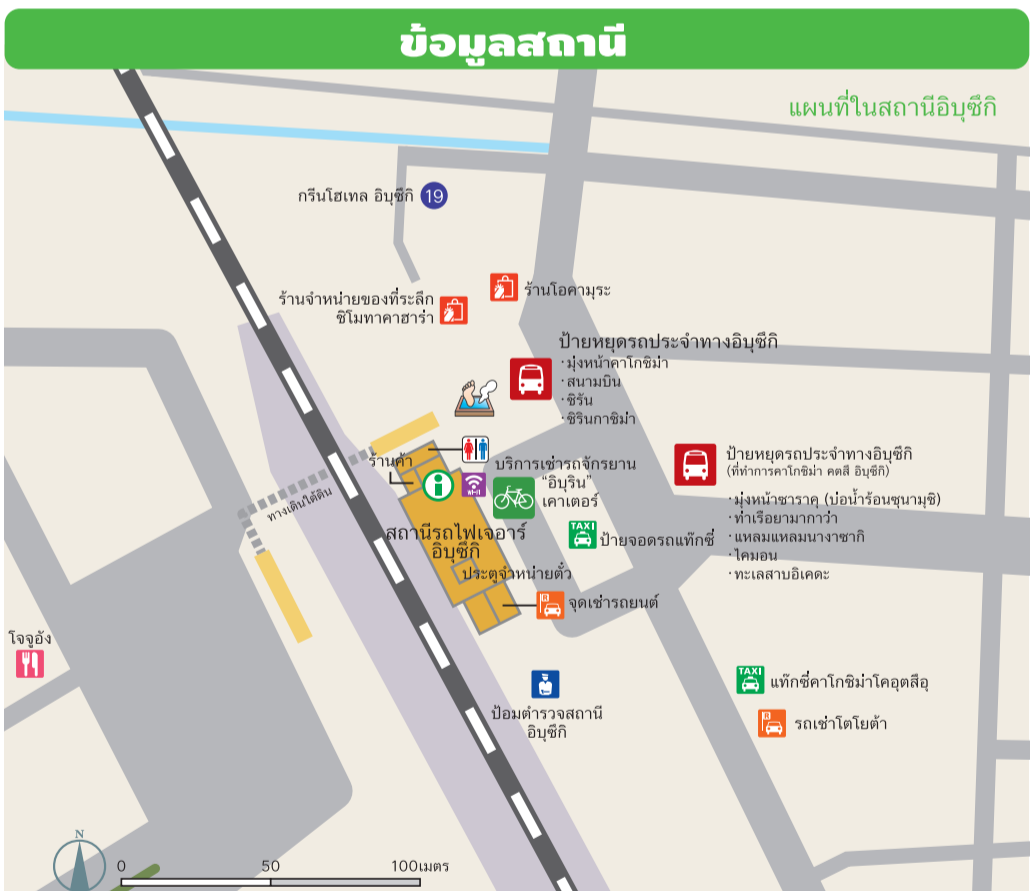 ข้อมูลสถานี
แผนที่ในสถานีอิบุซึกิ
กรีนโฮเทล อิบุซึกิ 19
ร้านจำหน่ายของที่ระลึก
ชิโมทาคาฮาร่า
ร้านโอคามุระ
ป้ายหยุดรถประจำทางอิบุซึกิ
·มุ่งหน้าคาโกชิม่า
·สนามบิน
·ชิรัน
·ชิรินกาชิม่า
ร้านค้า
WI-FI
บริการเช่ารถจักรยาน
"อิบุริน"
เคาเตอร์
ป้ายหยุดรถประจำทางอิบุซึกิ
(ที่ทำการคาโกชิม่า คตสึ อิบุซึกิ)
·มุ่งหน้าซาราคุ (บ่อน้ำร้อนซุนามุชิ)
·ท่าเรือยามากาว่า
·แหลมแหลมนางาซากิ
·ไคมอน
·ทะเลสาบอิเคดะ
ทางเดินใต้ดิน
สถานีรถไฟเจอาร์
อิบุซึกิ
TAXI
ป้ายจอดรถแท๊กซี่
ประตูจำหน่ายตั๋ว
R
จุดเช่ารถยนต์
โจจูอัง
ป้อมตำรวจสถานี
อิบุซึกิ
TAXI
แท๊กซี่คาโกชิม่าโคอุตสึอุ
R
รถเช่าโตโยต้า
N
0 50 100เมตร